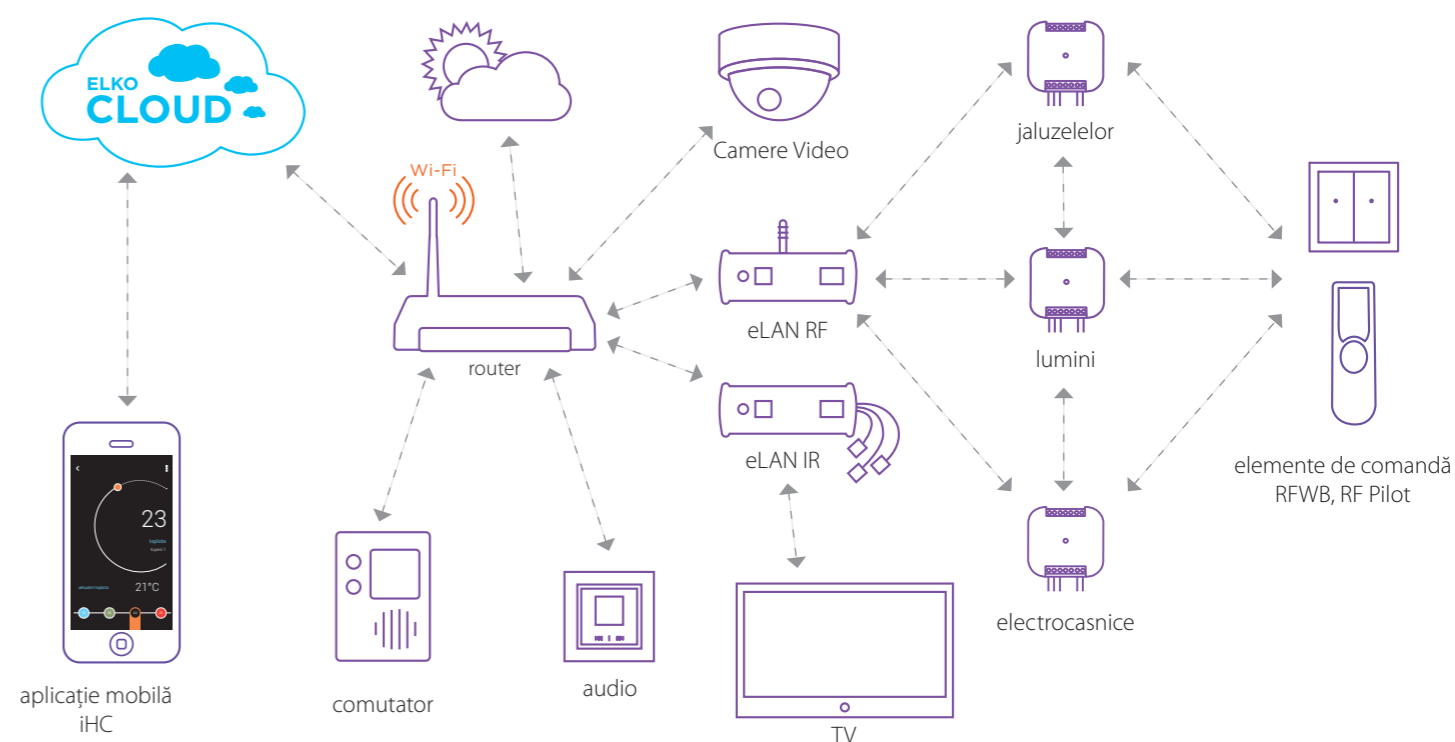 ELKO
CLOUD
Wi-Fi
Camere Video
jaluzelelor
eLAN RF
router
lumini
eLAN IR
elemente de comandă
RFWB, RF Pilot
23
21°C
electrocasnice
aplicație mobilă
iHC
comutator
audio
TV